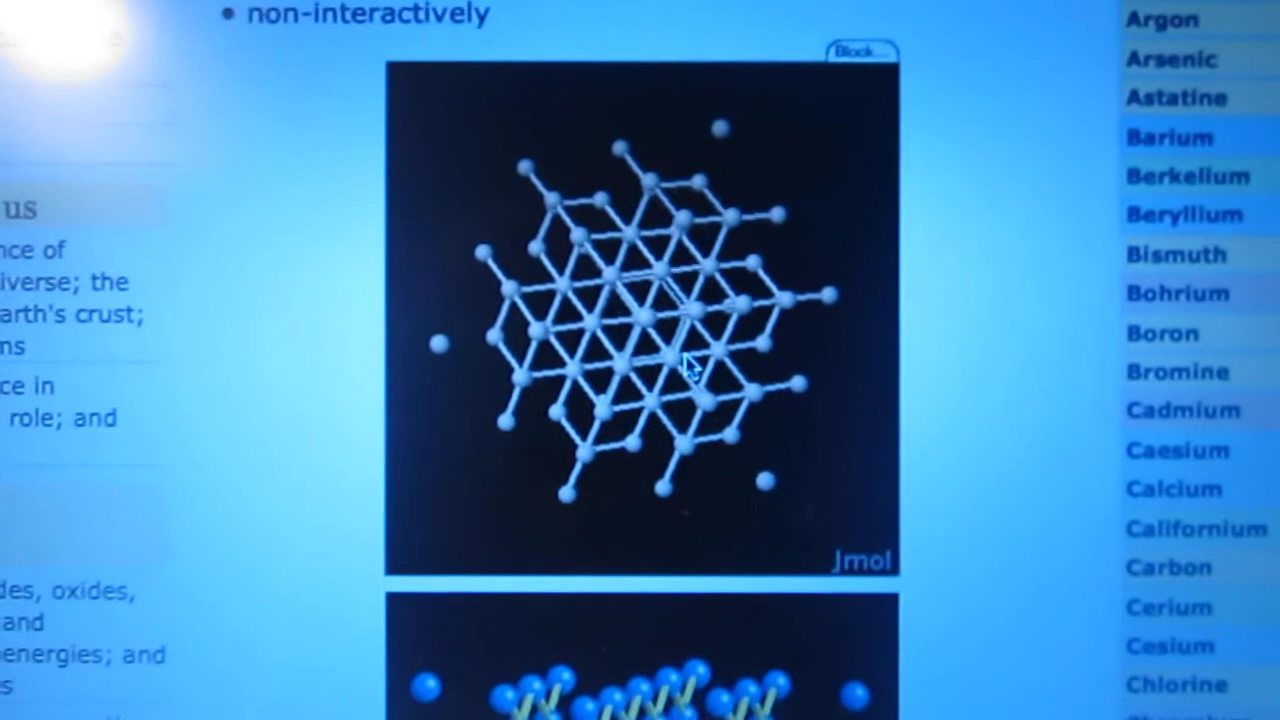 non-interactively
Block...
us
nce of
iverse; the
arth's crust;
ns
ce in
role; and
des, oxides,
and
energies; and
s
Jmol
Argon
Arsenic
Astatine
Barium
Berkelium
Beryllium
Bismuth
Bohrium
Boron
Bromine
Cadmium
Caesium
Calcium
Californium
Carbon
Cerium
Cesium
Chlorine